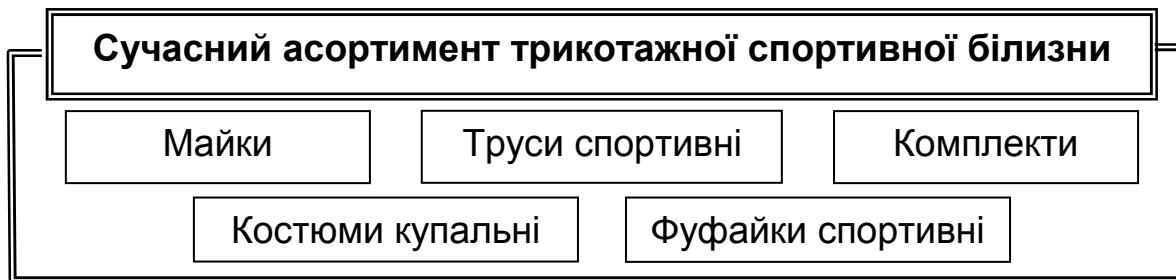 Сучасний асортимент трикотажної спортивної білизни
Майки
Труси спортивні
Комплекти
Костюми купальні
Фуфайки спортивні